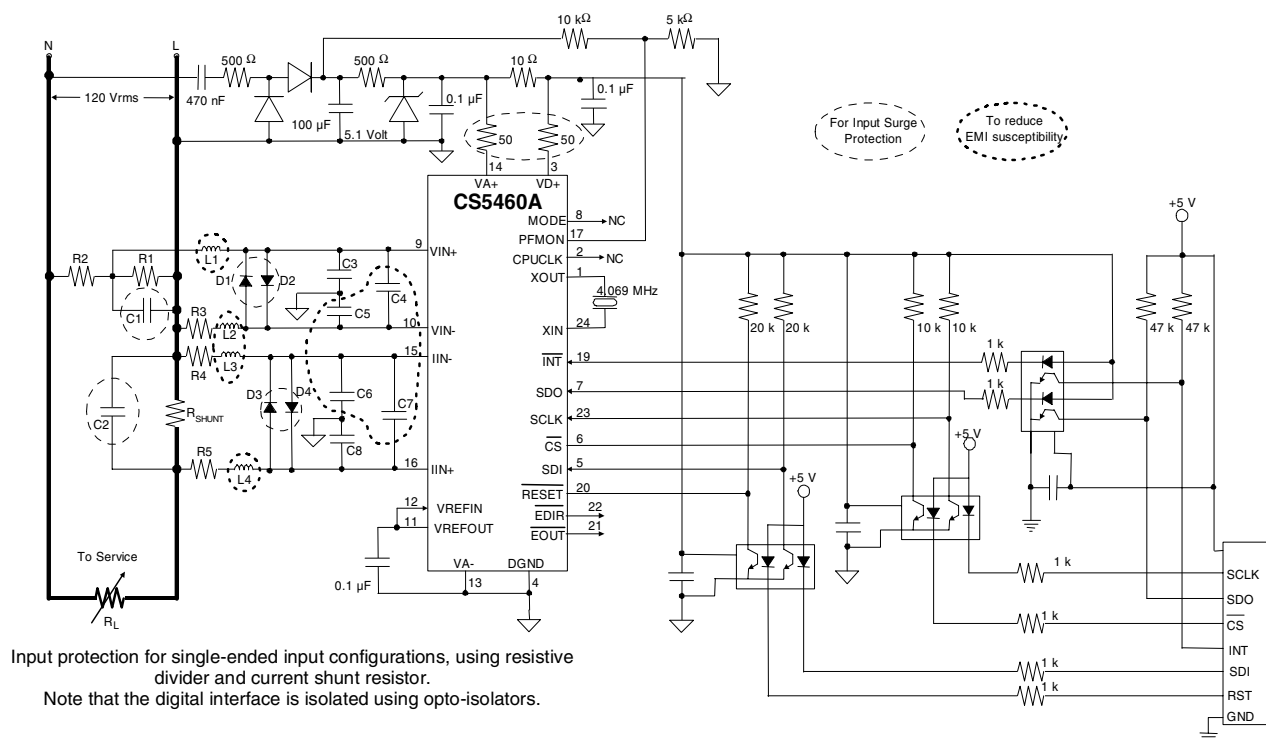 10 kΩ
5 kΩ
N
L
500 Ω
500 Ω
10Ω
120 Vrms
470 nF
100 µF
0.1 µF
0.1 µF
5.1 Volt
50
50
For Input Surge
Protection
To reduce
EMI susceptibility
14
3
VA+
VD+
CS5460A
MODE
8
NC
PFMON
17
CPUCLK
2
NC
XOUT
1
4.069 MHz
XIN
24
INT
19
SDO
7
SCLK
23
CS
6
SDI
5
RESET
20
EDIR
22
EOUT
21
9
VIN+
10
VIN-
15
IIN-
16
IIN+
12
VREFIN
11
VREFOUT
VA-
DGND
13
4
0.1 µF
R2
R1
L1
D1
D2
C3
C4
C5
C1
R3
L2
R4
L3
D3
D4
C6
C7
C2
RSHUNT
C8
R5
L4
To Service
RL
20 k
20 k
10 k
10 k
47 k
47 k
+5 V
1 k
1 k
+5 V
+5 V
1 k
1 k
1 k
1 k
SCLK
SDO
CS
INT
SDI
RST
GND
Input protection for single-ended input configurations, using resistive
divider and current shunt resistor.
Note that the digital interface is isolated using opto-isolators.